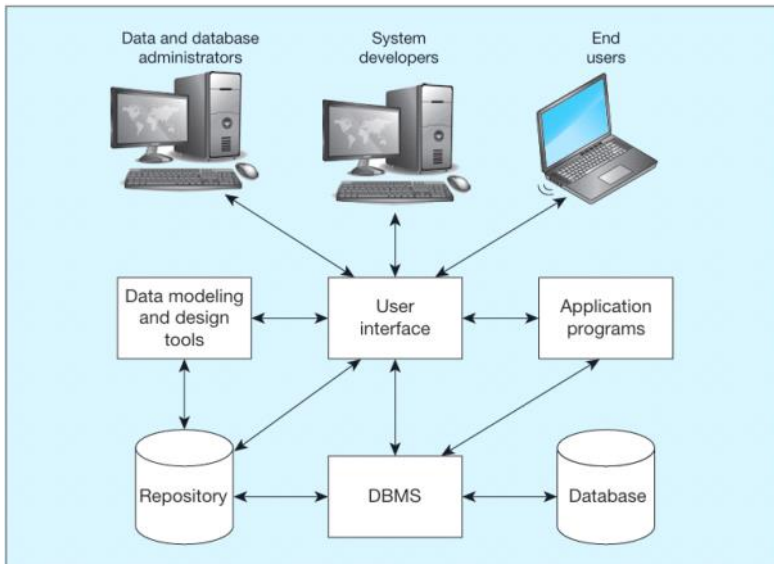 Data and database
administrators
System
developers
End
users
Data modeling
and design
tools
User
interface
Application
programs
Repository
DBMS
Database